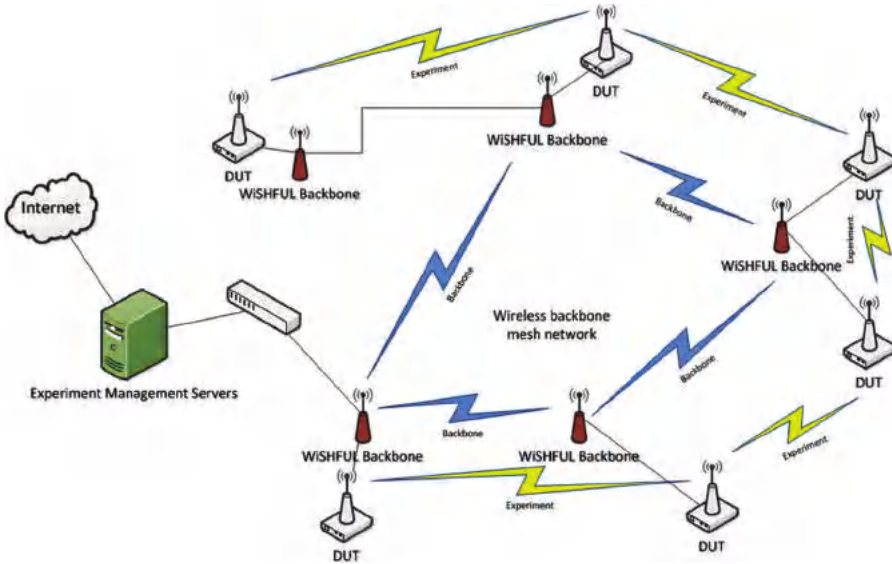 Experiment
DUT
Experiment
WiSHFUL Backbone
DUT
WiSHFUL Backbone
Internet
DUT
Backbone
Experiment
WiSHFUL Backbone
Backbone
Wireless backbone
mesh network
Backbone
Experiment Management Servers
DUT
Backbone
WiSHFUL Backbone
WiSHFUL Backbone
Experiment
Experiment
DUT
DUT